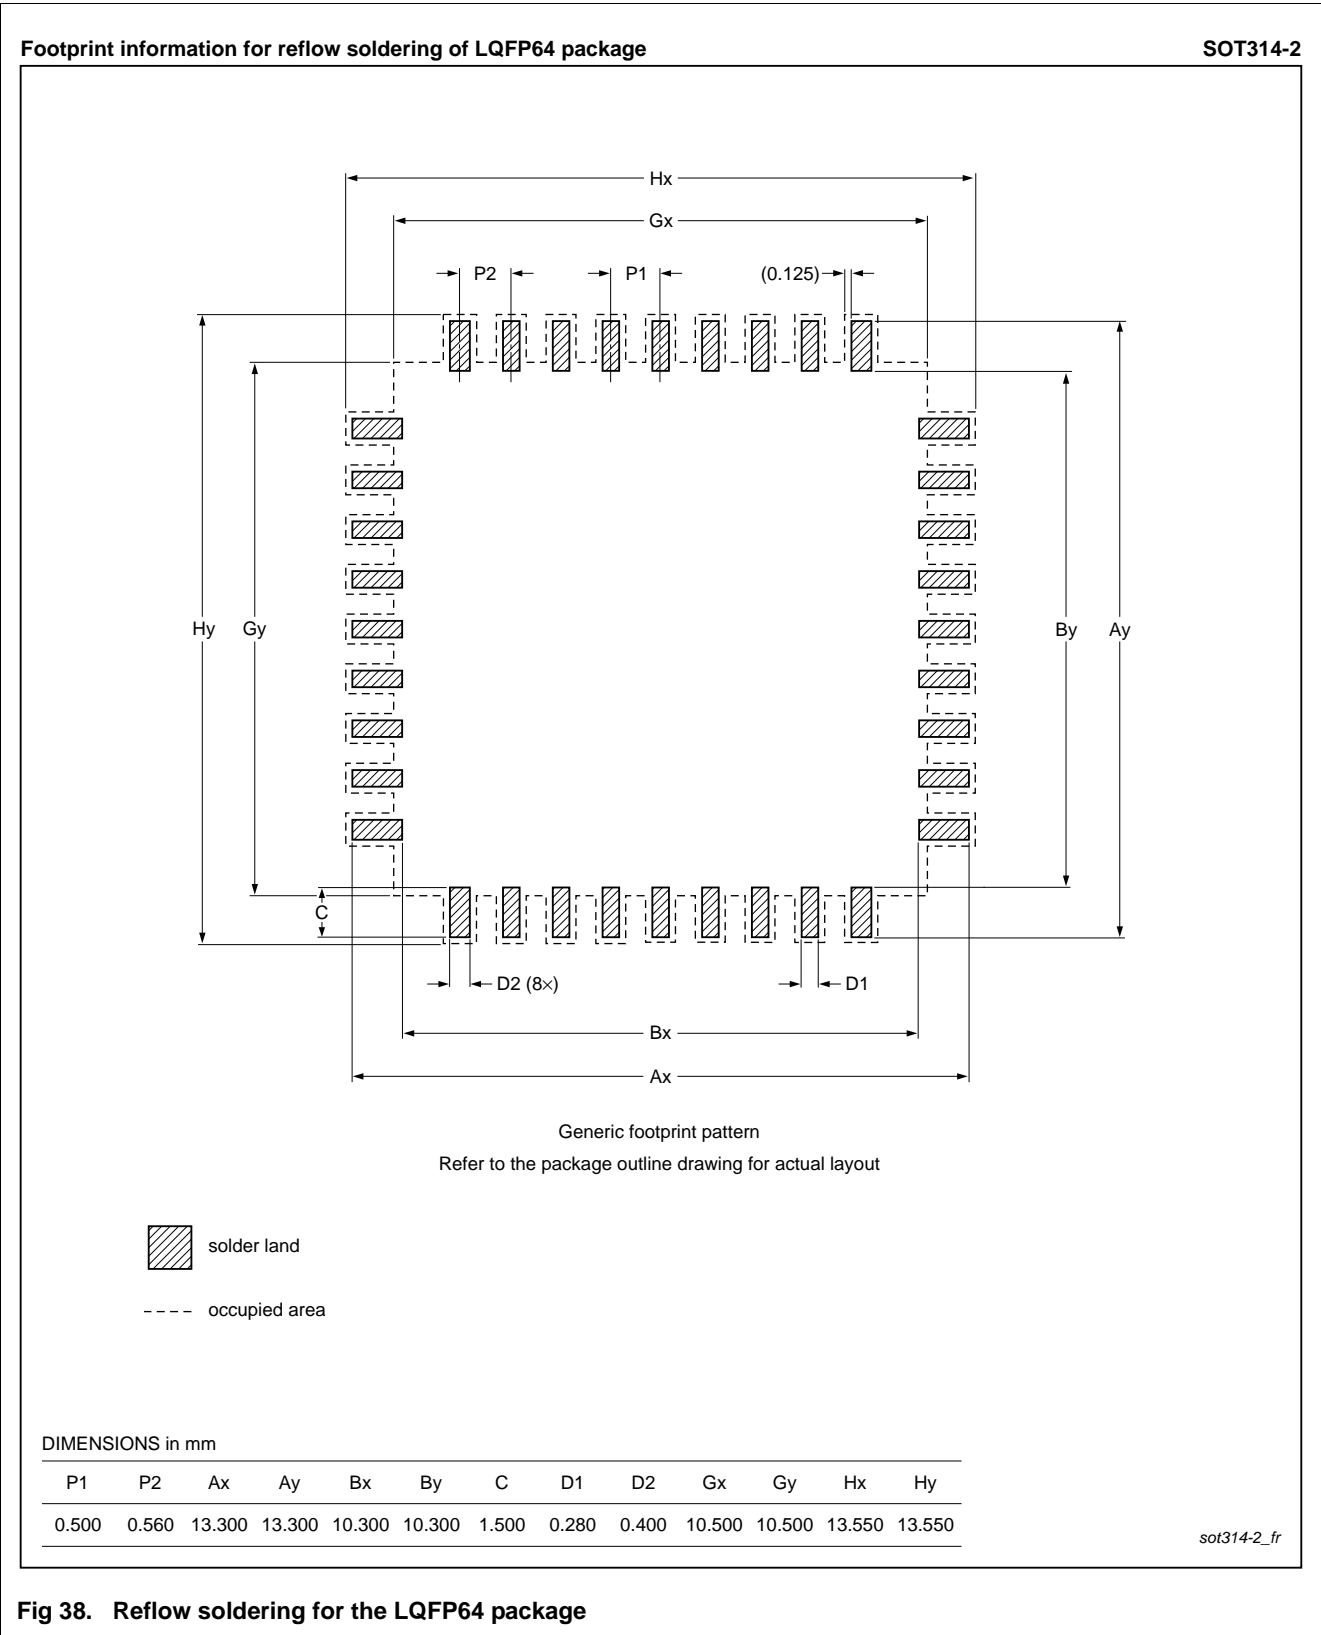 Footprint information for reflow soldering of LQFP64 package SOT314-2
Hx
Gx
P2 P1 (0.125)
Hy Gy By Ay
C
D2 (8×) D1
Bx
Ax
Generic footprint pattern
Refer to the package outline drawing for actual layout
solder land
occupied area
DIMENSIONS in mm
P1 P2 Ax Ay Bx By C D1 D2 Gx Gy Hx Hy
0.500 0.560 13.300 13.300 10.300 10.300 1.500 0.280 0.400 10.500 10.500 13.550 13.550
sot314-2_fr
Fig 38. Reflow soldering for the LQFP64 package